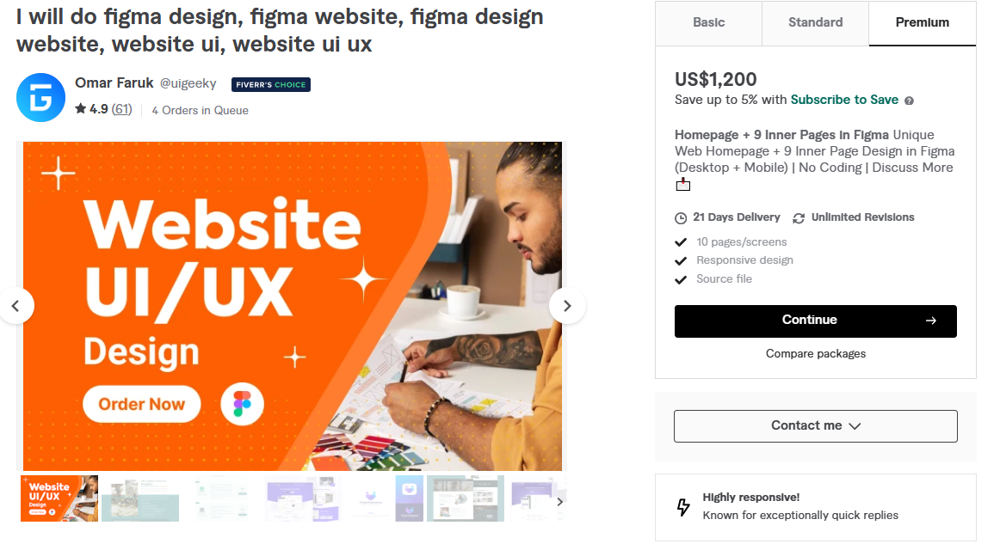 I will do figma design, figma website, figma design
website, website ui, website ui ux
Omar Faruk @uigeeky FIVERR'S CHOICE
4.9 (61) 4 Orders in Queue
Website
UI/UX
Design
Order Now
Website
UI/UX
Design
Basic Standard Premium
US$1,200
Save up to 5% with Subscribe to Save
Homepage + 9 Inner Pages in Figma Unique
Web Homepage + 9 Inner Page Design in Figma
(Desktop + Mobile) | No Coding | Discuss More
21 Days Delivery Unlimited Revisions
10 pages/screens
Responsive design
Source file
Continue
Compare packages
Contact me
Highly responsive!
Known for exceptionally quick replies